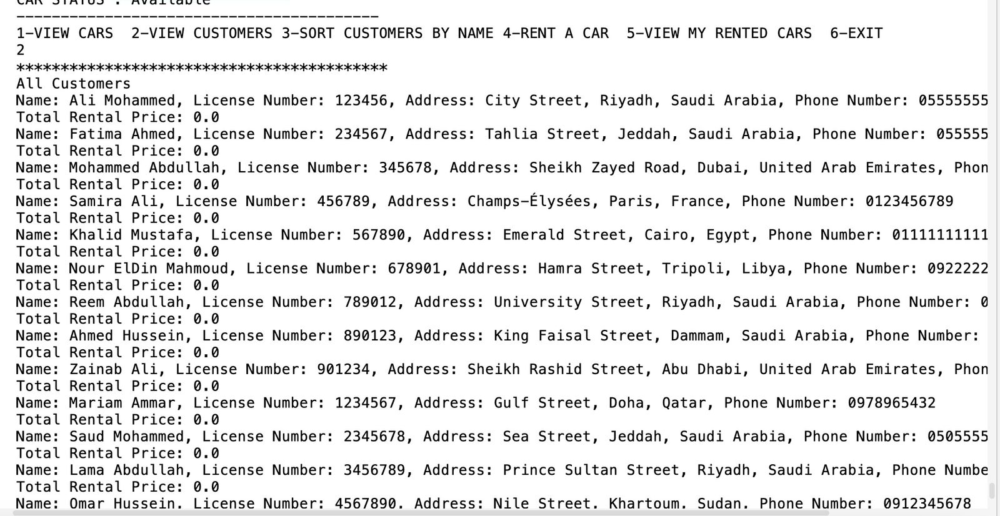 CAR STATUS : Available
------------------------------------------
1-VIEW CARS  2-VIEW CUSTOMERS 3-SORT CUSTOMERS BY NAME 4-RENT A CAR  5-VIEW MY RENTED CARS  6-EXIT
2
******************************************
All Customers
Name: Ali Mohammed, License Number: 123456, Address: City Street, Riyadh, Saudi Arabia, Phone Number: 05555555
Total Rental Price: 0.0
Name: Fatima Ahmed, License Number: 234567, Address: Tahlia Street, Jeddah, Saudi Arabia, Phone Number: 055555
Total Rental Price: 0.0
Name: Mohammed Abdullah, License Number: 345678, Address: Sheikh Zayed Road, Dubai, United Arab Emirates, Phon
Total Rental Price: 0.0
Name: Samira Ali, License Number: 456789, Address: Champs-Élysées, Paris, France, Phone Number: 0123456789
Total Rental Price: 0.0
Name: Khalid Mustafa, License Number: 567890, Address: Emerald Street, Cairo, Egypt, Phone Number: 01111111111
Total Rental Price: 0.0
Name: Nour ElDin Mahmoud, License Number: 678901, Address: Hamra Street, Tripoli, Libya, Phone Number: 0922222
Total Rental Price: 0.0
Name: Reem Abdullah, License Number: 789012, Address: University Street, Riyadh, Saudi Arabia, Phone Number: 0
Total Rental Price: 0.0
Name: Ahmed Hussein, License Number: 890123, Address: King Faisal Street, Dammam, Saudi Arabia, Phone Number:
Total Rental Price: 0.0
Name: Zainab Ali, License Number: 901234, Address: Sheikh Rashid Street, Abu Dhabi, United Arab Emirates, Phon
Total Rental Price: 0.0
Name: Mariam Ammar, License Number: 1234567, Address: Gulf Street, Doha, Qatar, Phone Number: 0978965432
Total Rental Price: 0.0
Name: Saud Mohammed, License Number: 2345678, Address: Sea Street, Jeddah, Saudi Arabia, Phone Number: 0505555
Total Rental Price: 0.0
Name: Lama Abdullah, License Number: 3456789, Address: Prince Sultan Street, Riyadh, Saudi Arabia, Phone Numbe
Total Rental Price: 0.0
Name: Omar Hussein, License Number: 4567890, Address: Nile Street, Khartoum, Sudan, Phone Number: 0912345678